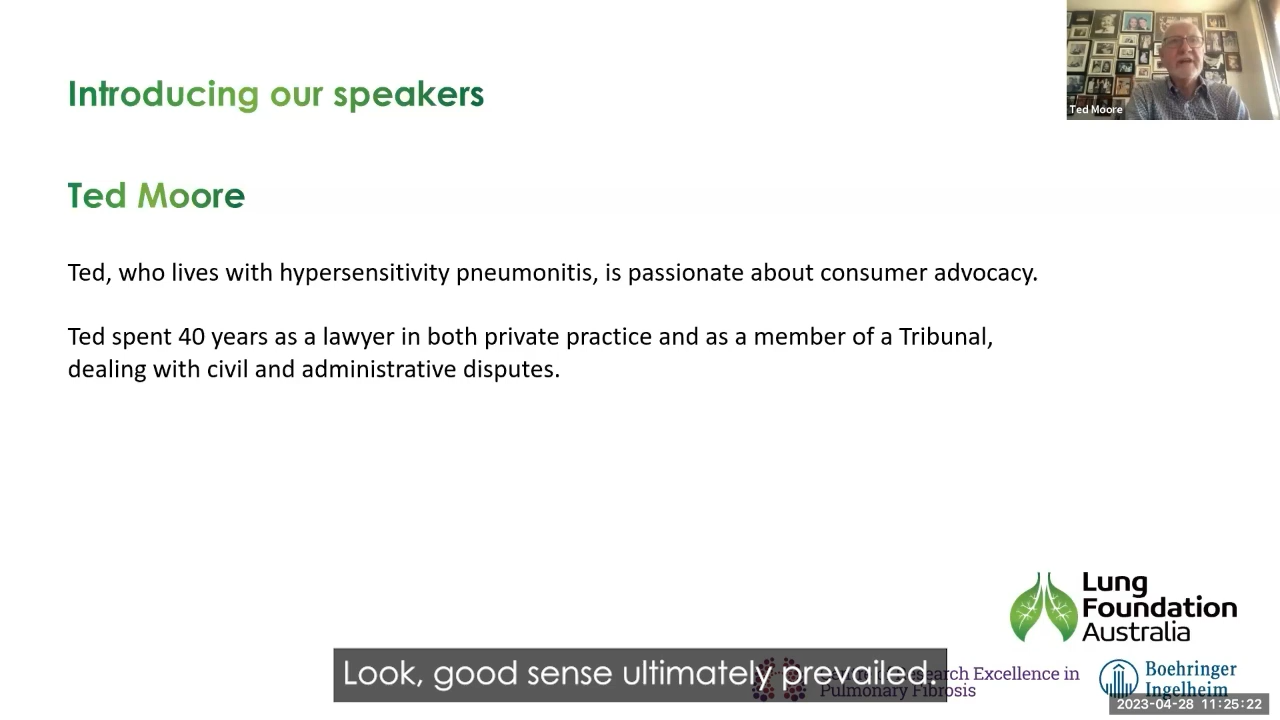 Introducing our speakers
Ted Moore
Ted Moore
Ted, who lives with hypersensitivity pneumonitis, is passionate about consumer advocacy.
Ted spent 40 years as a lawyer in both private practice and as a member of a Tribunal,
dealing with civil and administrative disputes.
Lung
Foundation
Australia
Look, good sense ultimately prevailed.
Research Excellence in
Pulmonary Fibrosis
Boehringer
Ingelheim
2023-04-28 11:25:22